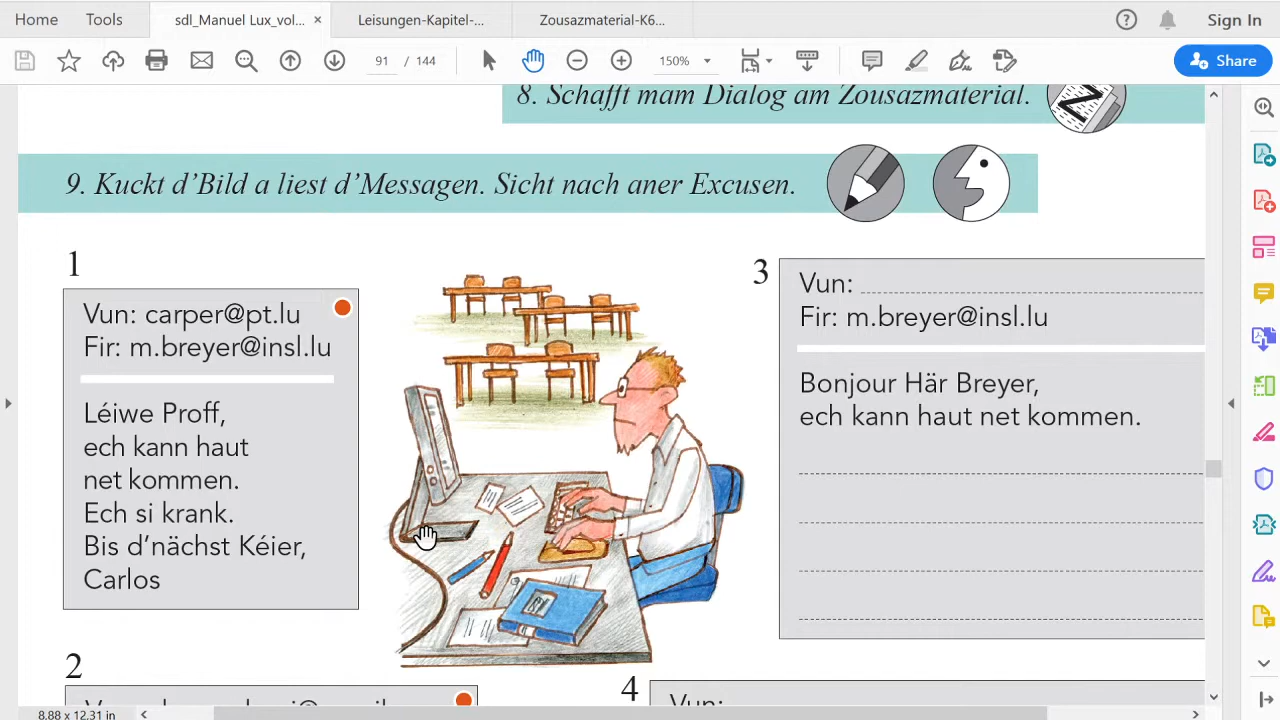 Home
Tools
sdl_Manuel Lux_vol...
×
Leisungen-Kapitel-...
Zousazmaterial-K6...
Sign In
91 / 144
150%
Share
8. Schafft mam Dialog am Zousazmaterial.
9. Kuckt d’Bild a liest d’Messagen. Sicht nach aner Excusen.
1
Vun: carper@pt.lu
Fir: m.breyer@insl.lu
Léiwe Proff,
ech kann haut
net kommen.
Ech si krank.
Bis d’nächst Kéier,
Carlos
3
Vun:
Fir: m.breyer@insl.lu
Bonjour Här Breyer,
ech kann haut net kommen.
2
4
Vun:
8.88 x 12.31 in